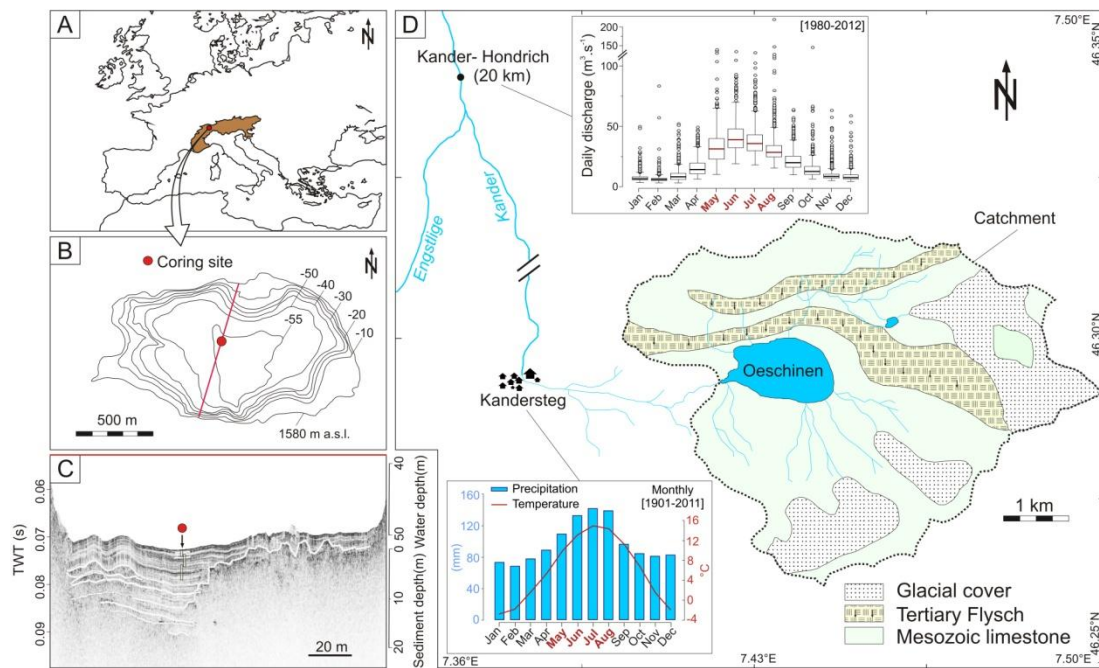 A
N
B
Coring site
N
-50
-40
-30
-20
-10
-55
500 m
1580 m a.s.l.
C
TWT (s)
0.06
0.07
0.08
0.09
40
50
0
10
20
Water depth(m)
Sediment depth(m)
20 m
D
7.50°E
46.35°N
N
Kander- Hondrich
(20 km)
Engstlige
Kander
[1980-2012]
Daily discharge (m³.s⁻¹)
200
150
50
0
Jan Feb Mar Apr May Jun Jul Aug Sep Oct Nov Dec
Catchment
46.30°N
Oeschinen
Kandersteg
Precipitation
Temperature
Monthly
[1901-2011]
(mm)
160
120
80
40
0
16
12
8
4
0
-4
°C
Jan Feb Mar Apr May Jun Jul Aug Sep Oct Nov Dec
1 km
Glacial cover
Tertiary Flysch
Mesozoic limestone
7.36°E
7.43°E
7.50°E
46.25°N